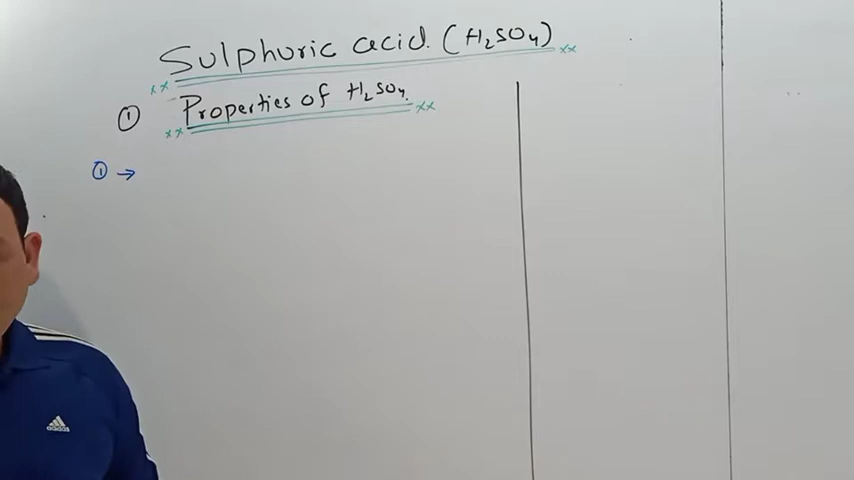 Sulphuric acid. (H₂SO₄)
① Properties of H₂SO₄.
① →
adidas